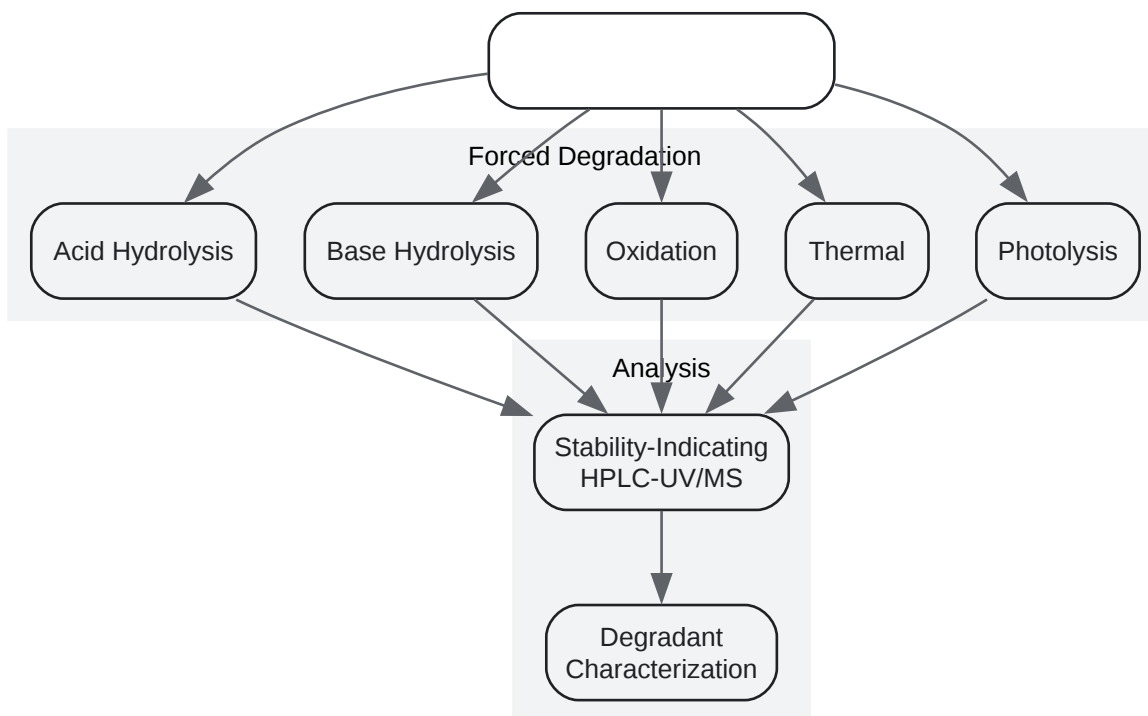 Forced Degradation
Acid Hydrolysis
Base Hydrolysis
Oxidation
Thermal
Photolysis
Analysis
Stability-Indicating
HPLC-UV/MS
Degradant
Characterization